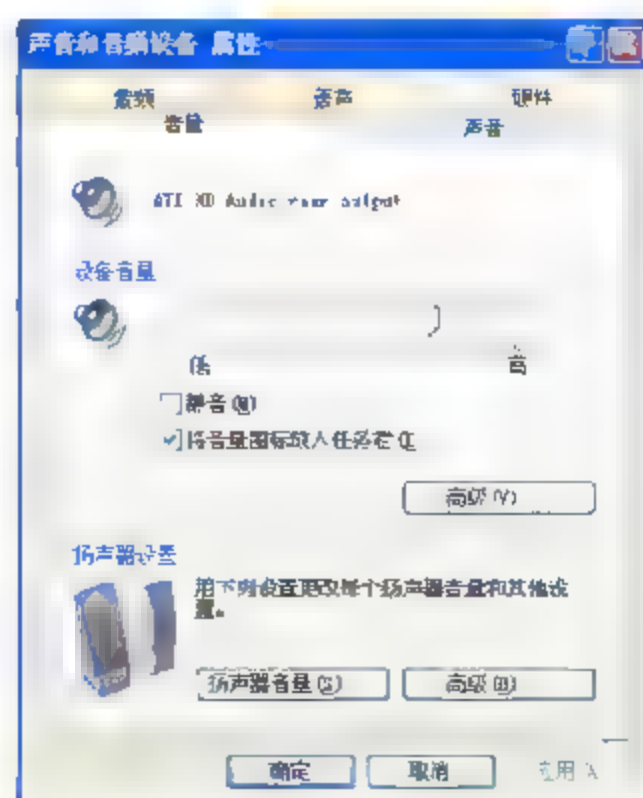 声音和音频设备 属性
音频 语声 硬件
音量 声音
ATI HD Audio rear output
设备音量
低 高
静音(M)
将音量图标放入任务栏(I)
高级(V)
扬声器设置
用下列设置更改每个扬声器音量和其他设
置。
扬声器音量(S) 高级(D)
确定 取消 应用(A